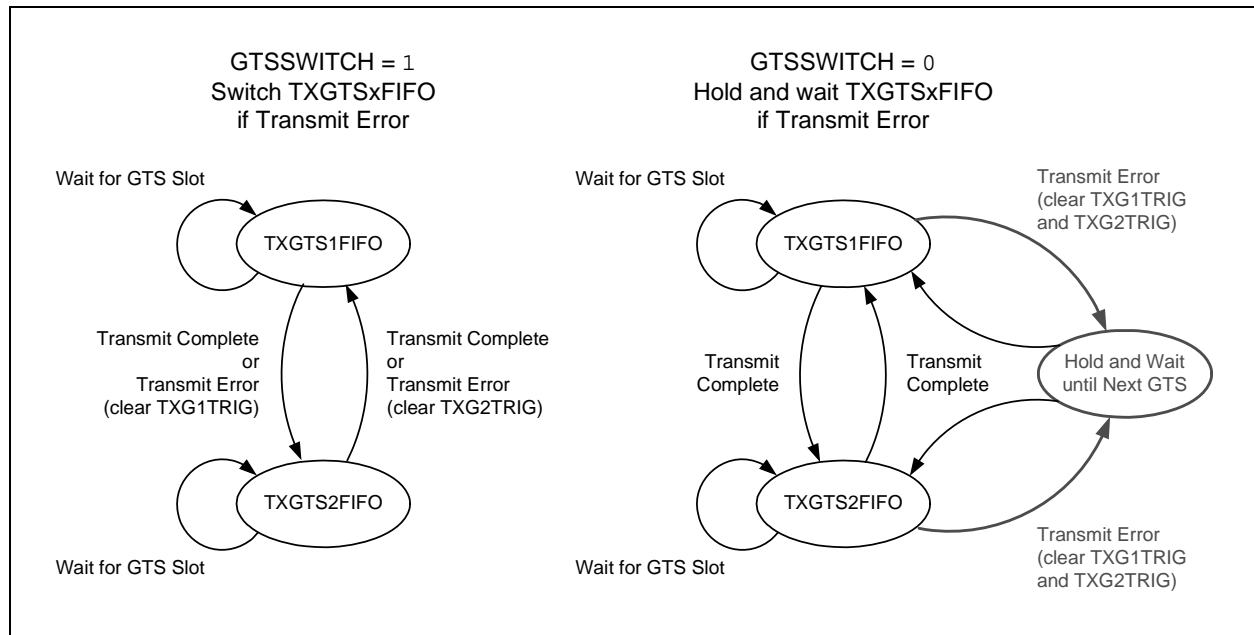 GTSSWITCH = 1
Switch TXGTSxFIFO
if Transmit Error
Wait for GTS Slot
TXGTS1FIFO
Transmit Complete
or
Transmit Error
(clear TXG1TRIG)
Transmit Complete
or
Transmit Error
(clear TXG2TRIG)
TXGTS2FIFO
Wait for GTS Slot
GTSSWITCH = 0
Hold and wait TXGTSxFIFO
if Transmit Error
Wait for GTS Slot
TXGTS1FIFO
Transmit Error
(clear TXG1TRIG
and TXG2TRIG)
Transmit
Complete
Transmit
Complete
Hold and Wait
until Next GTS
TXGTS2FIFO
Wait for GTS Slot
Transmit Error
(clear TXG1TRIG
and TXG2TRIG)